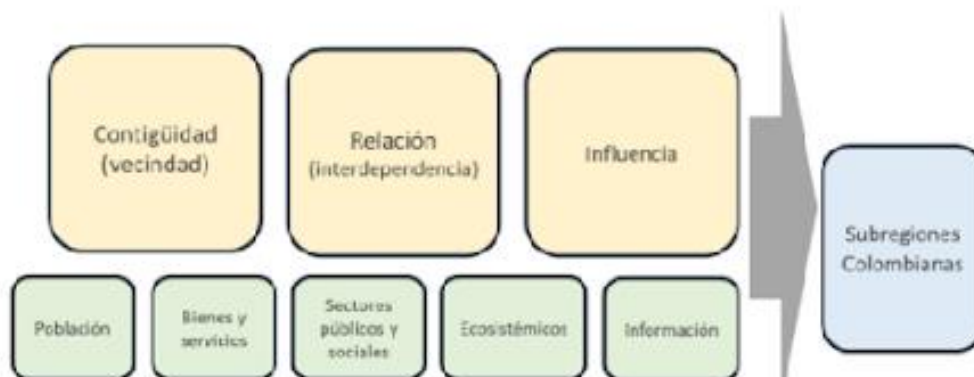 Contigüidad
(vecindad)
Relación
(interdependencia)
Influencia
Subregiones
Colombianas
Población
Bienes y
servicios
Sectores
públicos y
sociales
Ecosistémicos
Información